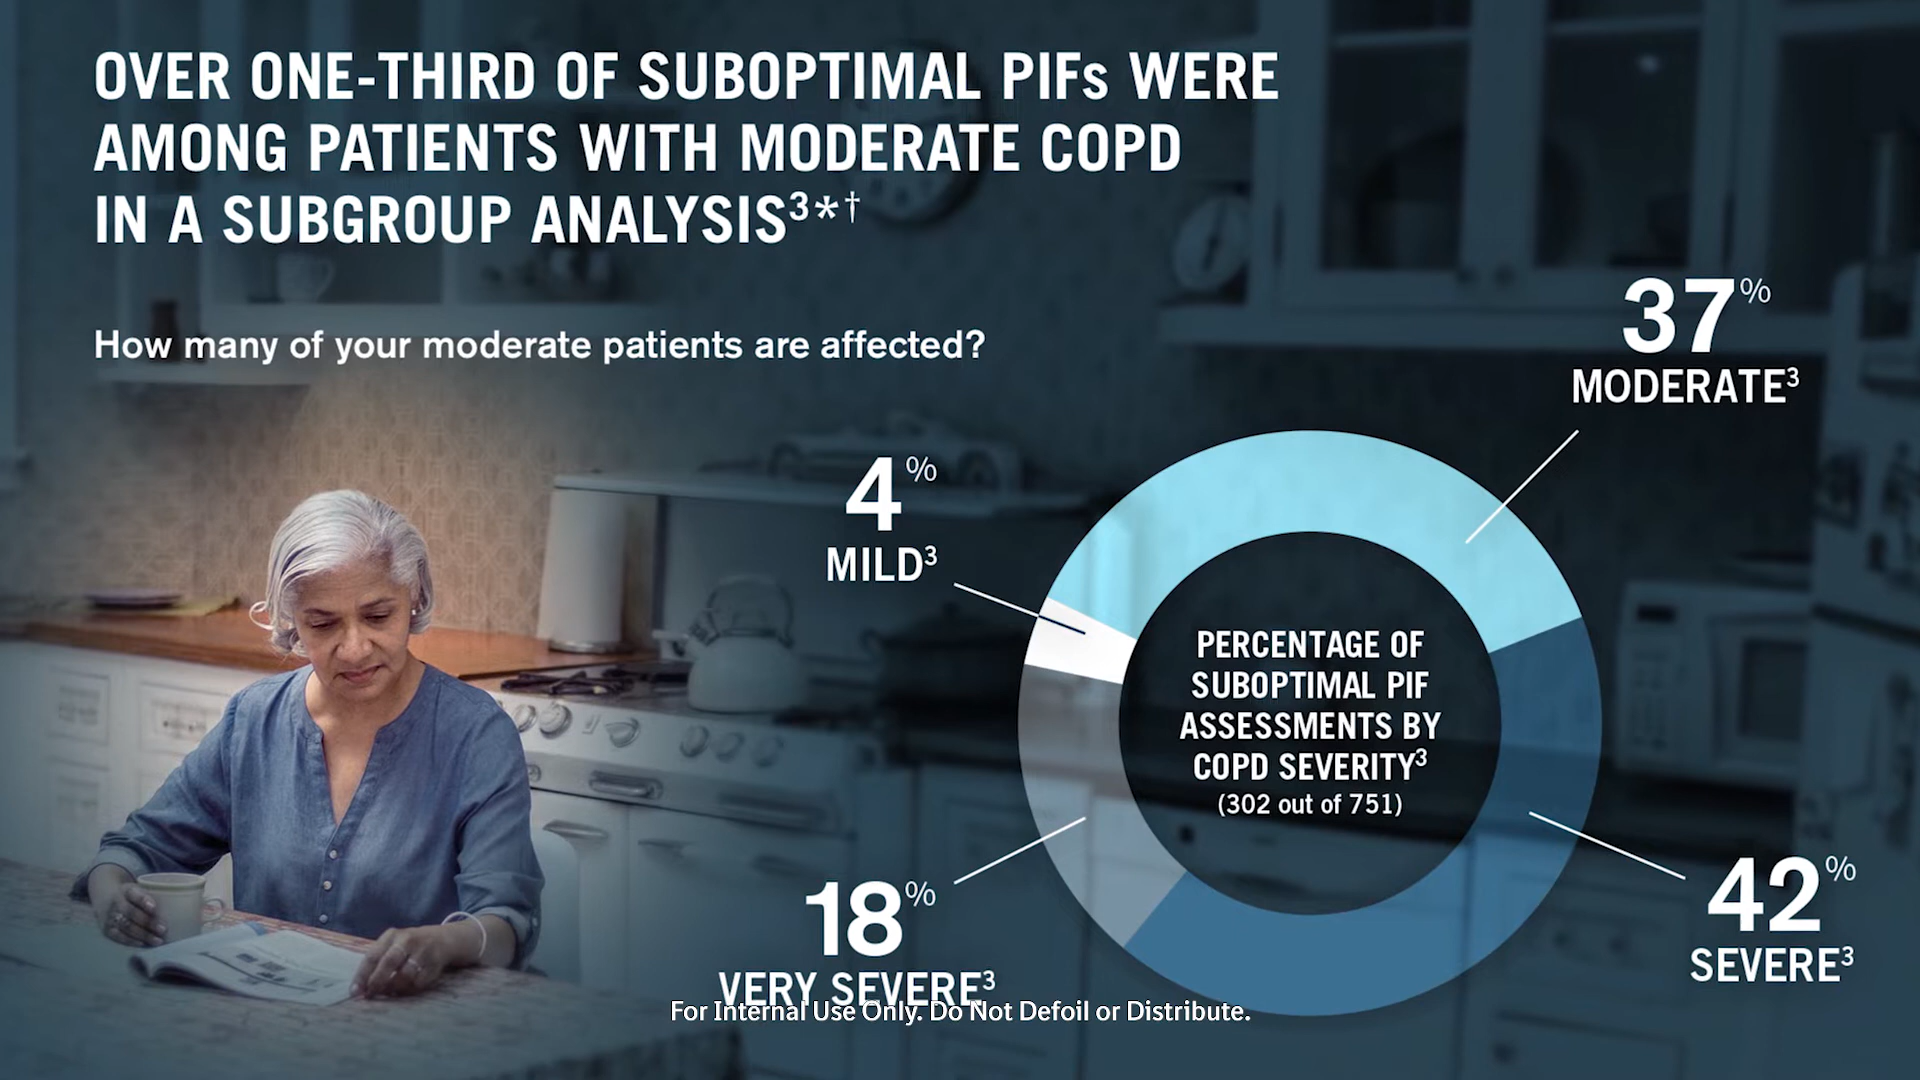 OVER ONE-THIRD OF SUBOPTIMAL PIFs WERE
AMONG PATIENTS WITH MODERATE COPD
IN A SUBGROUP ANALYSIS³*†
How many of your moderate patients are affected?
37%
MODERATE³
4%
MILD³
PERCENTAGE OF
SUBOPTIMAL PIF
ASSESSMENTS BY
COPD SEVERITY³
(302 out of 751)
18%
VERY SEVERE³
42%
SEVERE³
For Internal Use Only. Do Not Defoil or Distribute.